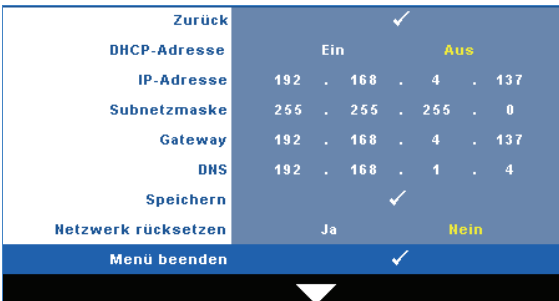 Zurück ✓
DHCP-Adresse Ein Aus
IP-Adresse 192 . 168 . 4 . 137
Subnetzmaske 255 . 255 . 255 . 0
Gateway 192 . 168 . 4 . 137
DNS 192 . 168 . 1 . 4
Speichern ✓
Netzwerk rücksetzen Ja Nein
Menü beenden ✓